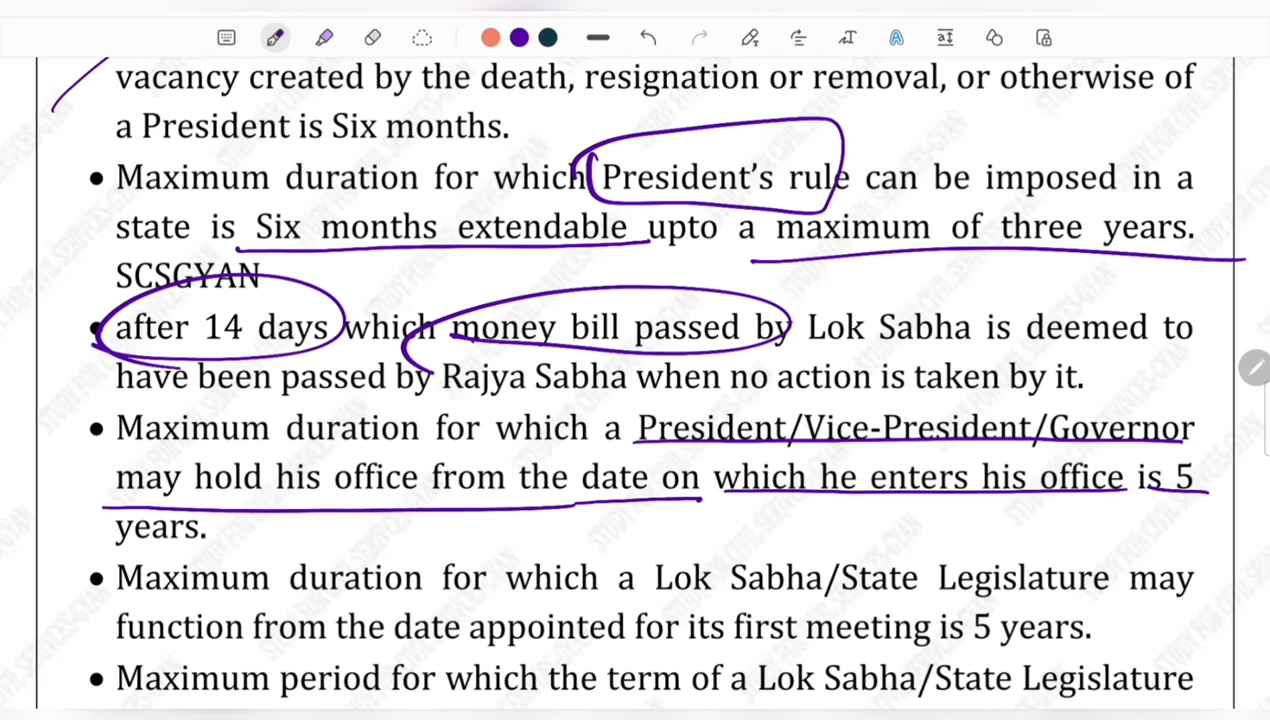 vacancy created by the death, resignation or removal, or otherwise of
a President is Six months.
• Maximum duration for which President's rule can be imposed in a
state is Six months extendable upto a maximum of three years.
SCSGYAN
• after 14 days which money bill passed by Lok Sabha is deemed to
have been passed by Rajya Sabha when no action is taken by it.
• Maximum duration for which a President/Vice-President/Governor
may hold his office from the date on which he enters his office is 5
years.
• Maximum duration for which a Lok Sabha/State Legislature may
function from the date appointed for its first meeting is 5 years.
• Maximum period for which the term of a Lok Sabha/State Legislature